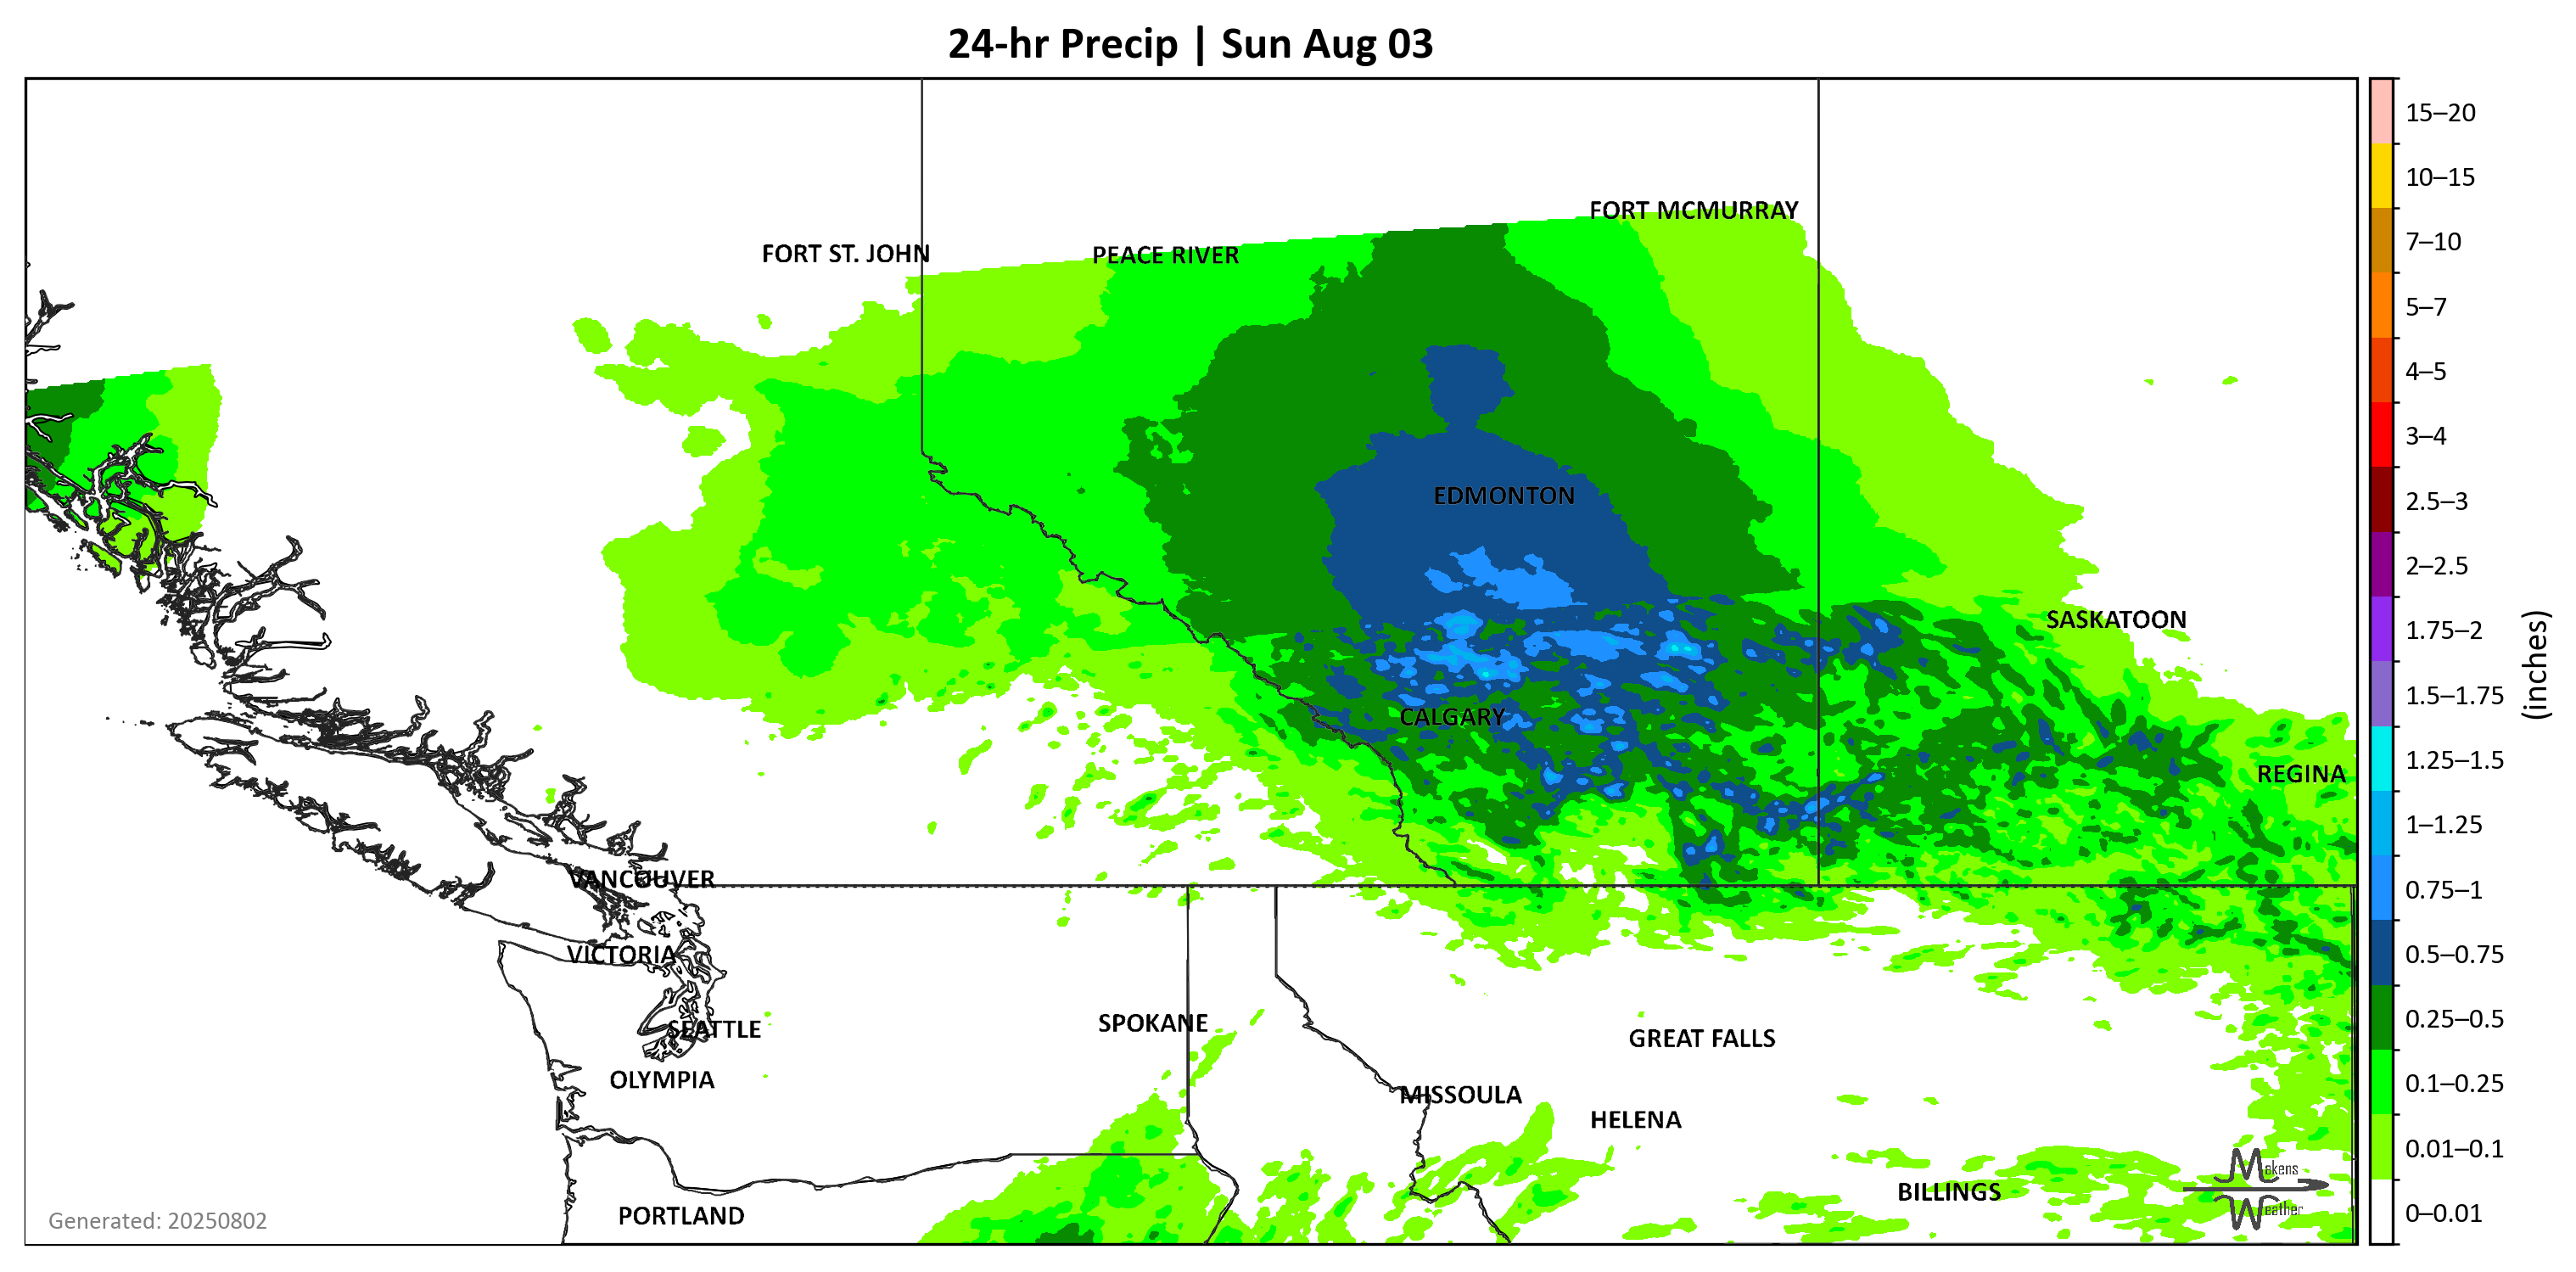 24-hr Precip | Sun Aug 03
FORT MCMURRAY
FORT ST. JOHN
PEACE RIVER
EDMONTON
SASKATOON
CALGARY
REGINA
VANCOUVER
VICTORIA
SEATTLE
SPOKANE
GREAT FALLS
OLYMPIA
MISSOULA
HELENA
BILLINGS
PORTLAND
Generated: 20250802
Makens
Weather
15–20
10–15
7–10
5–7
4–5
3–4
2.5–3
2–2.5
1.75–2
1.5–1.75
1.25–1.5
1–1.25
0.75–1
0.5–0.75
0.25–0.5
0.1–0.25
0.01–0.1
0–0.01
(inches)